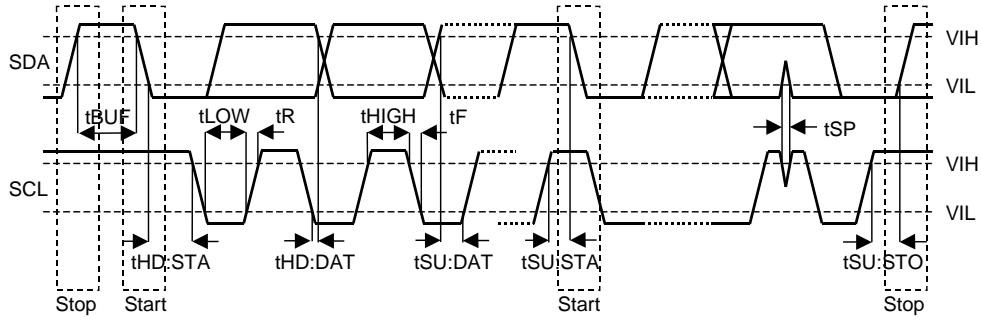 VIH
SDA
VIL
tBUF tLOW tR tHIGH tF
tSP
VIH
SCL
VIL
tHD:STA tHD:DAT tSU:DAT tSU:STA tSU:STO
Stop Start Start Stop